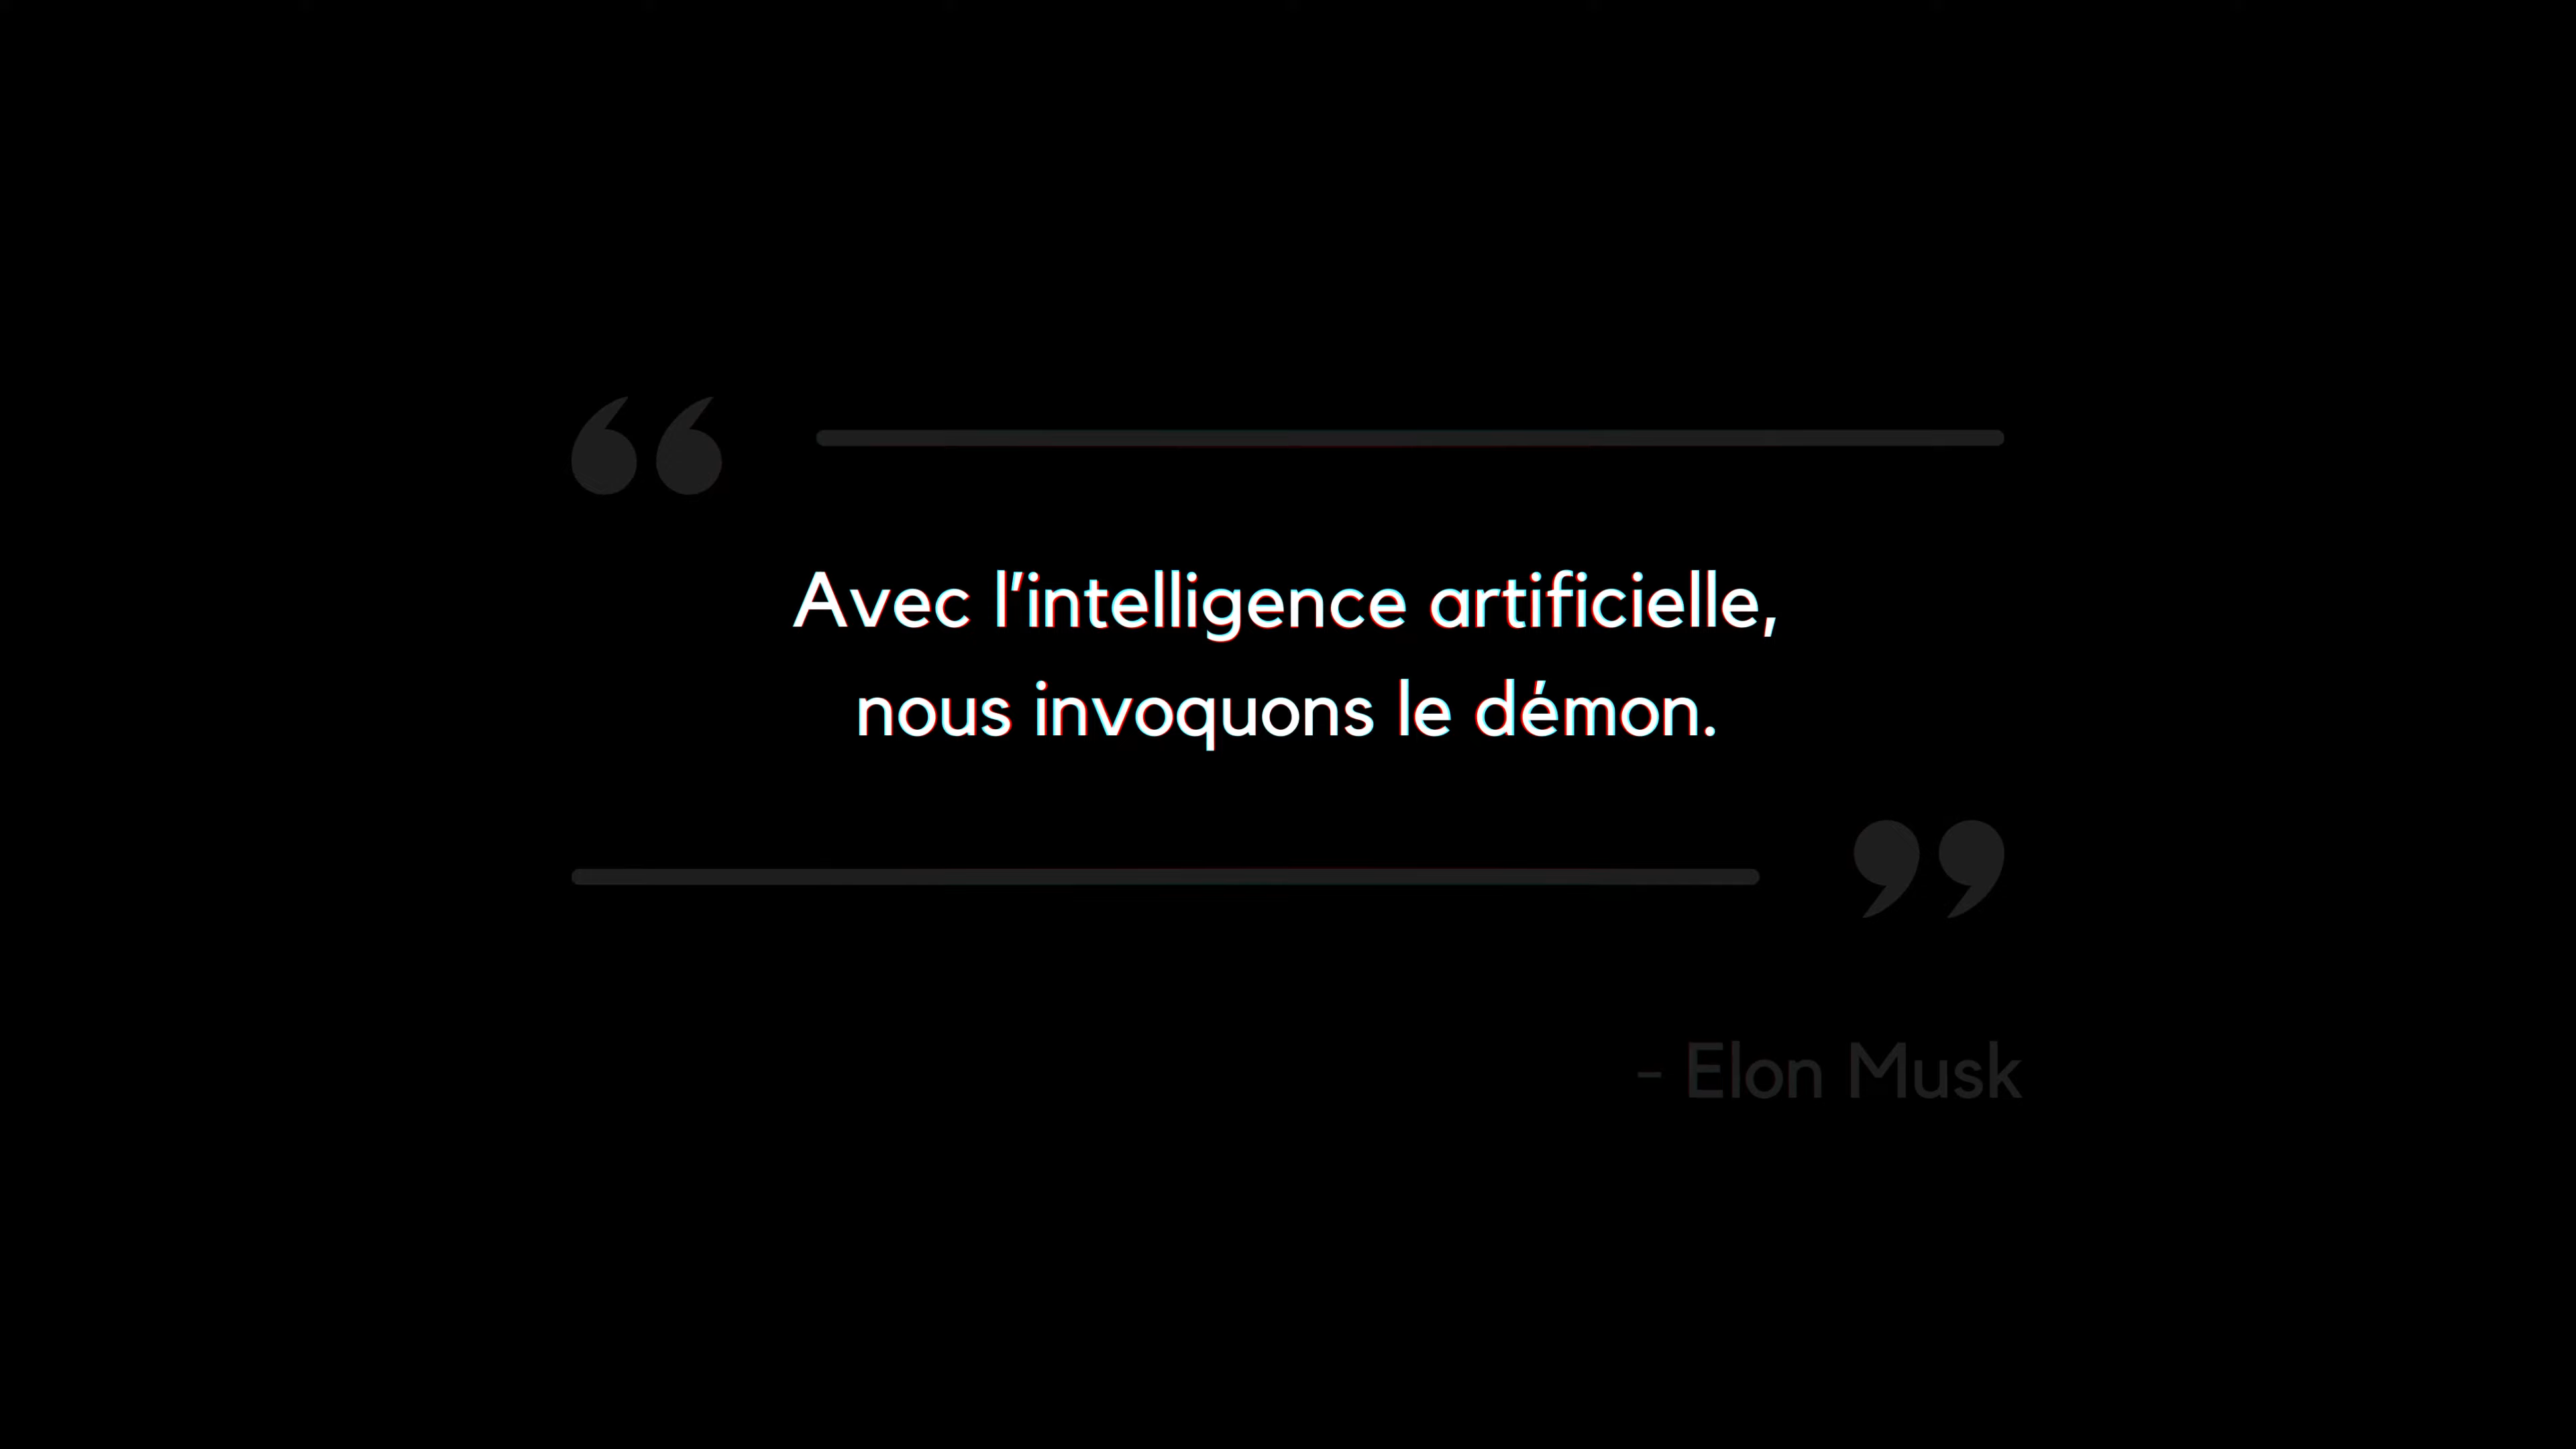 “
Avec l’intelligence artificielle,
nous invoquons le démon.
”
- Elon Musk